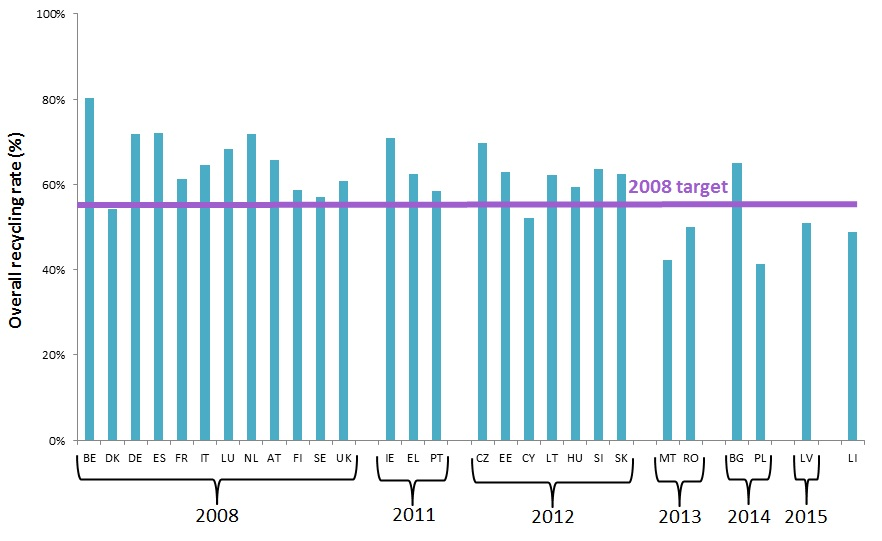 100%
80%
60%
40%
20%
0%
Overall recycling rate (%)
2008 target
BE DK DE ES FR IT LU NL AT FI SE UK IE EL PT CZ EE CY LT HU SI SK MT RO BG PL LV LI
2008 2011 2012 2013 2014 2015